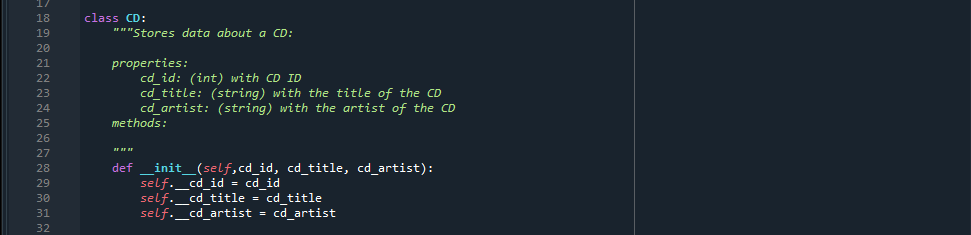 17
18 class CD:
19     """Stores data about a CD:
20
21     properties:
22         cd_id: (int) with CD ID
23         cd_title: (string) with the title of the CD
24         cd_artist: (string) with the artist of the CD
25     methods:
26
27     """
28     def __init__(self,cd_id, cd_title, cd_artist):
29         self.__cd_id = cd_id
30         self.__cd_title = cd_title
31         self.__cd_artist = cd_artist
32